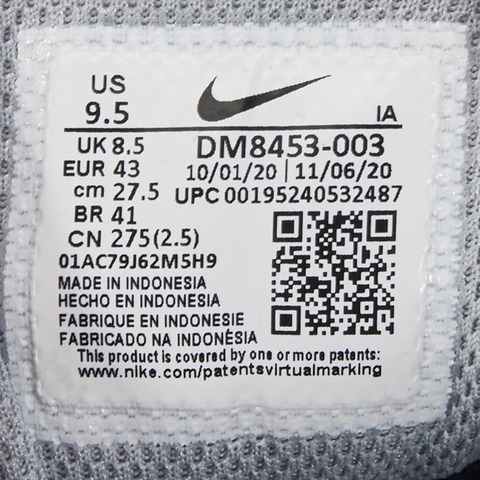 US
9.5
IA
UK 8.5
DM8453-003
EUR 43
10/01/20 | 11/06/20
cm 27.5
UPC 00195240532487
BR 41
CN 275(2.5)
01AC79J62M5H9
MADE IN INDONESIA
HECHO EN INDONESIA
FABRIQUE EN INDONESIE
FABRICADO NA INDONÉSIA
This product is covered by one or more patents:
www.nike.com/patentsvirtualmarking